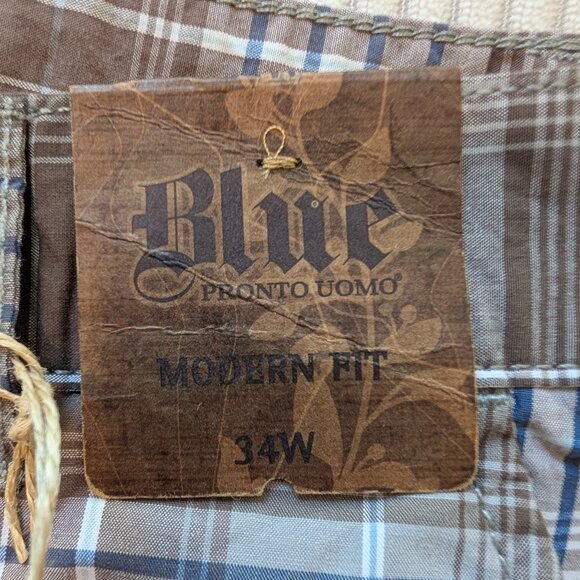 Blue
PRONTO UOMO®
MODERN FIT
34W